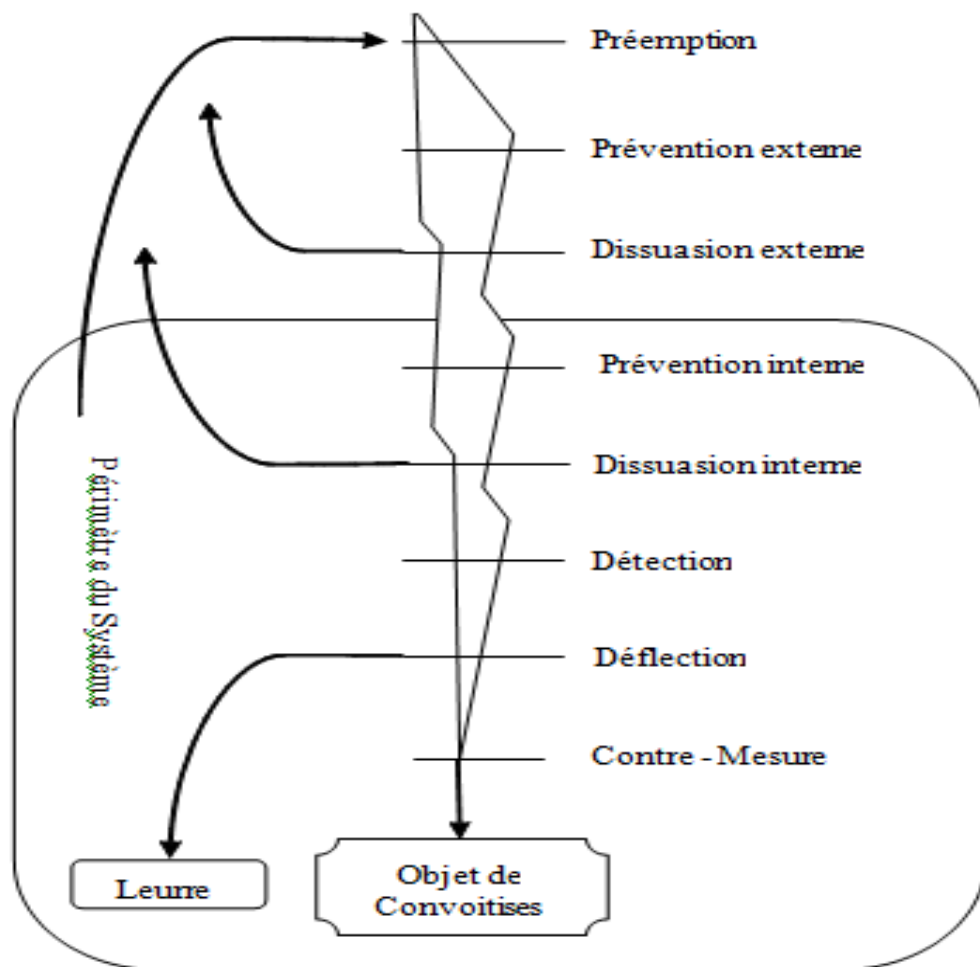 Préemption
Prévention externe
Dissuasion externe
Prévention interne
Dissuasion interne
Détection
Déflection
Contre - Mesure
Périmètre du Système
Leurre
Objet de
Convoitises